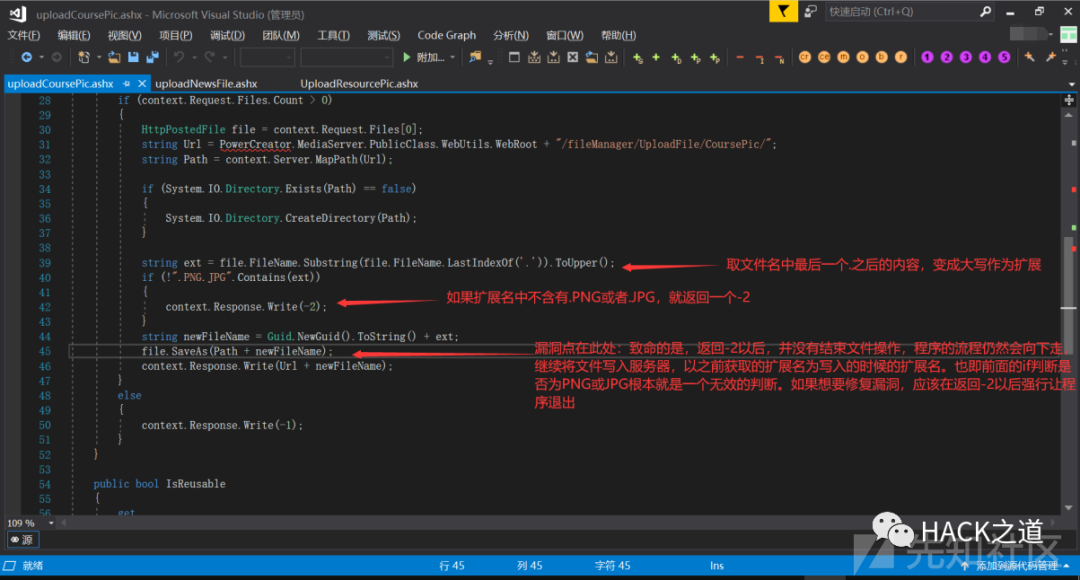 uploadCoursePic.ashx - Microsoft Visual Studio (管理员)
快速启动 (Ctrl+Q)
文件(F) 编辑(E) 视图(V) 项目(P) 调试(D) 团队(M) 工具(T) 测试(S) Code Graph 分析(N) 窗口(W) 帮助(H)
附加...
uploadCoursePic.ashx uploadNewsFile.ashx UploadResourcePic.ashx
28 if (context.Request.Files.Count > 0)
29 {
30 HttpPostedFile file = context.Request.Files[0];
31 string Url = PowerCreator.MediaServer.PublicClass.WebUtils.WebRoot + "/fileManager/UploadFile/CoursePic/";
32 string Path = context.Server.MapPath(Url);
33
34 if (System.IO.Directory.Exists(Path) == false)
35 {
36 System.IO.Directory.CreateDirectory(Path);
37 }
38
39 string ext = file.FileName.Substring(file.FileName.LastIndexOf('.')).ToUpper();
取文件名中最后一个.之后的内容，变成大写作为扩展
40 if (!".PNG.JPG".Contains(ext))
41 {
如果扩展名中不含有.PNG或者.JPG，就返回一个-2
42 context.Response.Write(-2);
43 }
44 string newFileName = Guid.NewGuid().ToString() + ext;
45 file.SaveAs(Path + newFileName);
漏洞点在此处：致命的是，返回-2以后，并没有结束文件操作，程序的流程仍然会向下走，
继续将文件写入服务器，以之前获取的扩展名为写入的时候的扩展名。也即前面的if判断是
否为PNG或JPG根本就是一个无效的判断。如果想要修复漏洞，应该在返回-2以后强行让程
序退出
46 context.Response.Write(Url + newFileName);
47 }
48 else
49 {
50 context.Response.Write(-1);
51 }
52 }
53
54 public bool IsReusable
55 {
56 get
109 %
源
HACK之道
先知社区
就绪 行 45 列 45 字符 45 Ins 添加到源代码管理